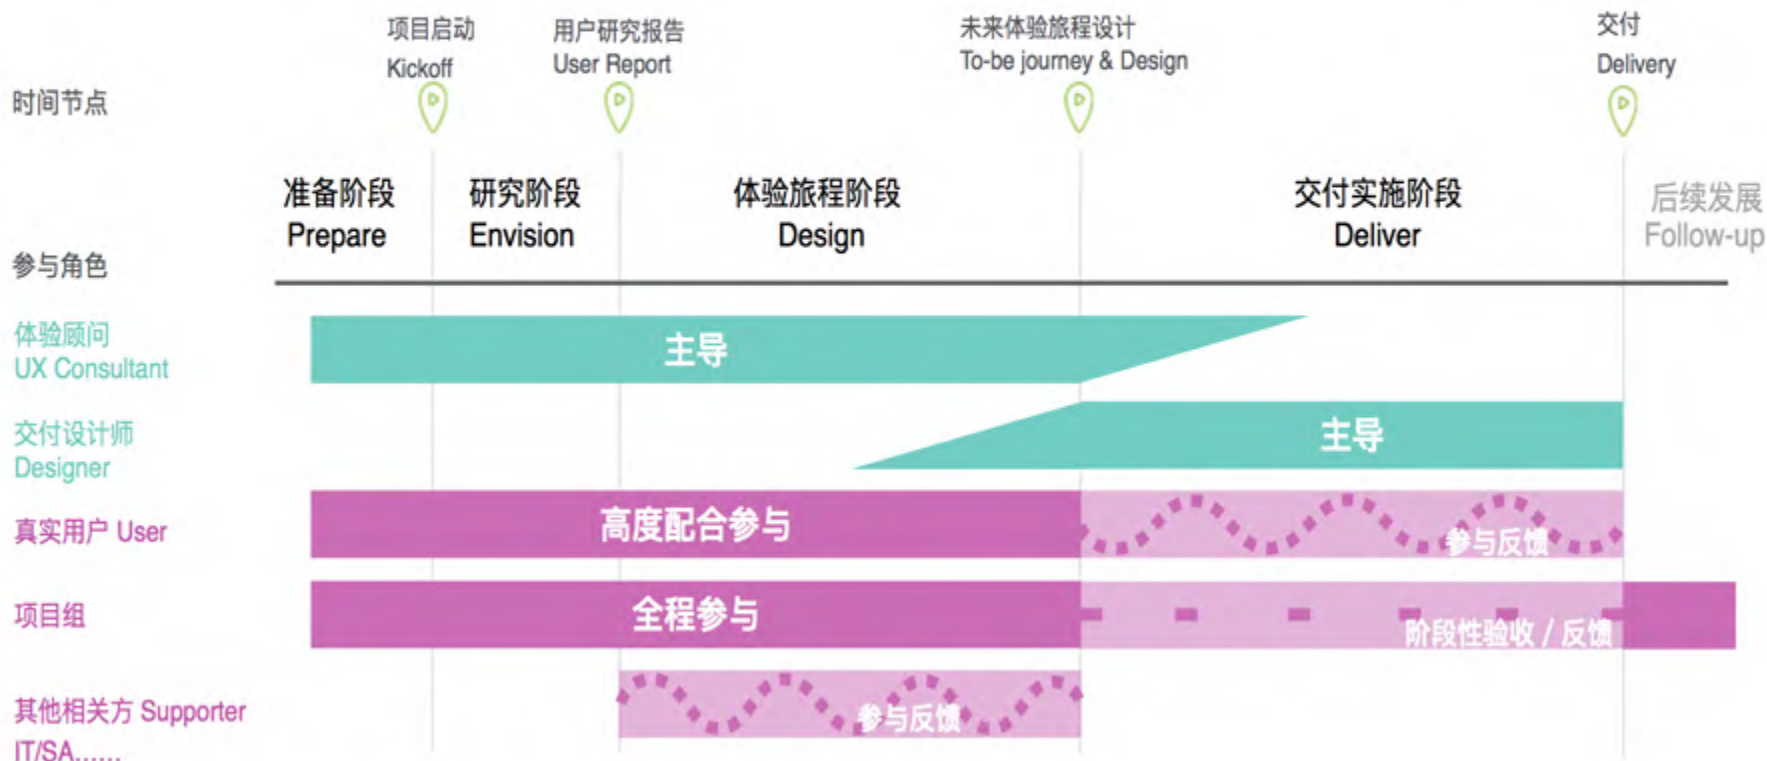 项目启动
Kickoff
用户研究报告
User Report
未来体验旅程设计
To-be journey & Design
交付
Delivery
时间节点
准备阶段
Prepare
研究阶段
Envision
体验旅程阶段
Design
交付实施阶段
Deliver
后续发展
Follow-up
参与角色
体验顾问
UX Consultant
主导
交付设计师
Designer
主导
真实用户 User
高度配合参与
参与反馈
项目组
全程参与
阶段性验收 / 反馈
其他相关方 Supporter
IT/SA......
参与反馈